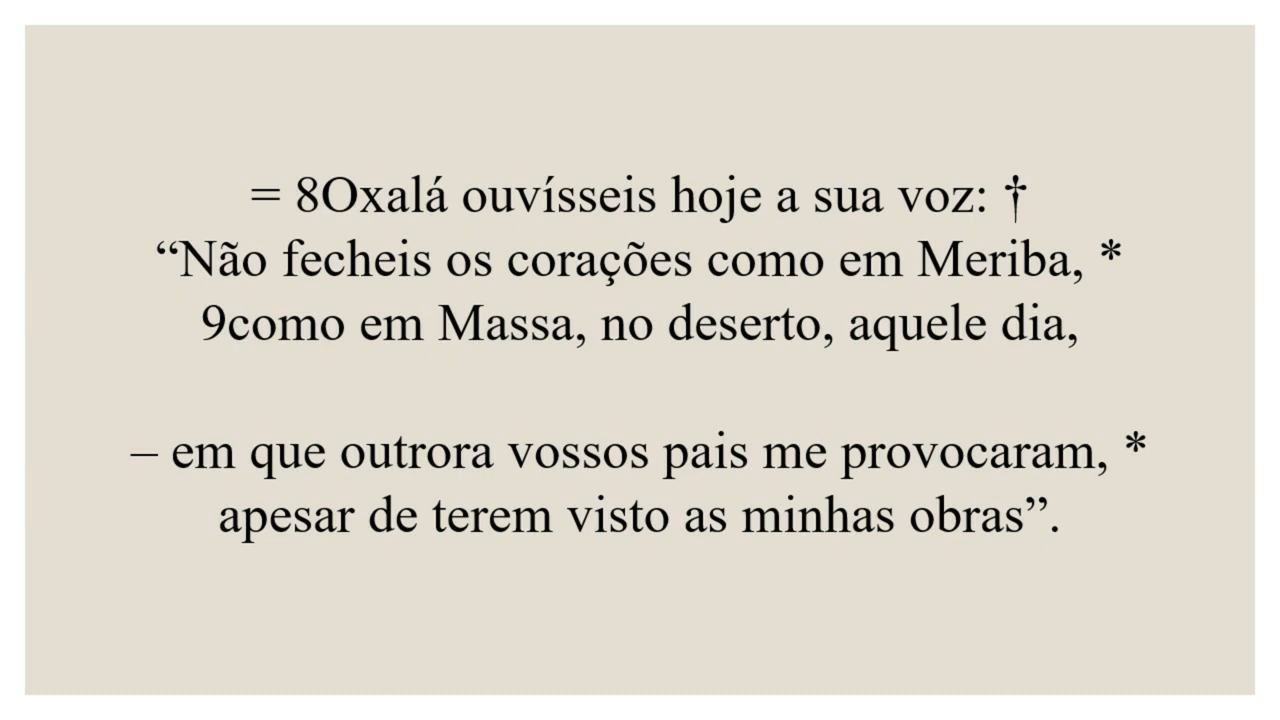 = 8Oxalá ouvísseis hoje a sua voz: †
“Não fecheis os corações como em Meriba, *
9como em Massa, no deserto, aquele dia,
– em que outrora vossos pais me provocaram, *
apesar de terem visto as minhas obras”.